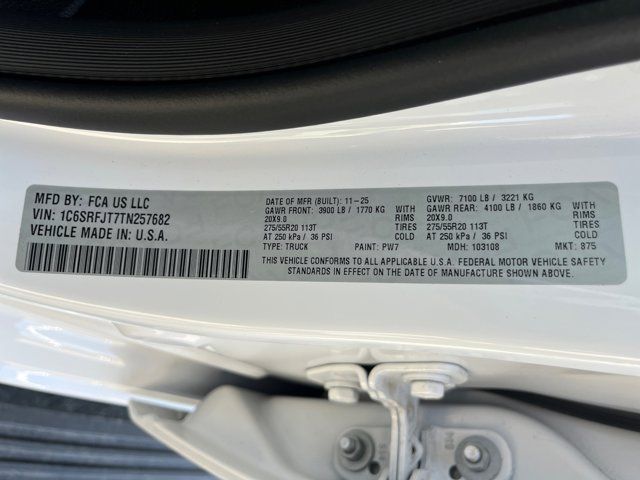 MFD BY: FCA US LLC
VIN: 1C6SRFJT7TN257682
VEHICLE MADE IN: U.S.A.
DATE OF MFR (BUILT): 11-25
GVWR: 7100 LB / 3221 KG
GAWR FRONT: 3900 LB / 1770 KG WITH
GAWR REAR: 4100 LB / 1860 KG WITH
20X9.0 RIMS
20X9.0 RIMS
275/55R20 113T TIRES
275/55R20 113T TIRES
AT 250 kPa / 36 PSI COLD
AT 250 kPa / 36 PSI COLD
TYPE: TRUCK PAINT: PW7 MDH: 103108 MKT: 875
THIS VEHICLE CONFORMS TO ALL APPLICABLE U.S.A. FEDERAL MOTOR VEHICLE SAFETY
STANDARDS IN EFFECT ON THE DATE OF MANUFACTURE SHOWN ABOVE.